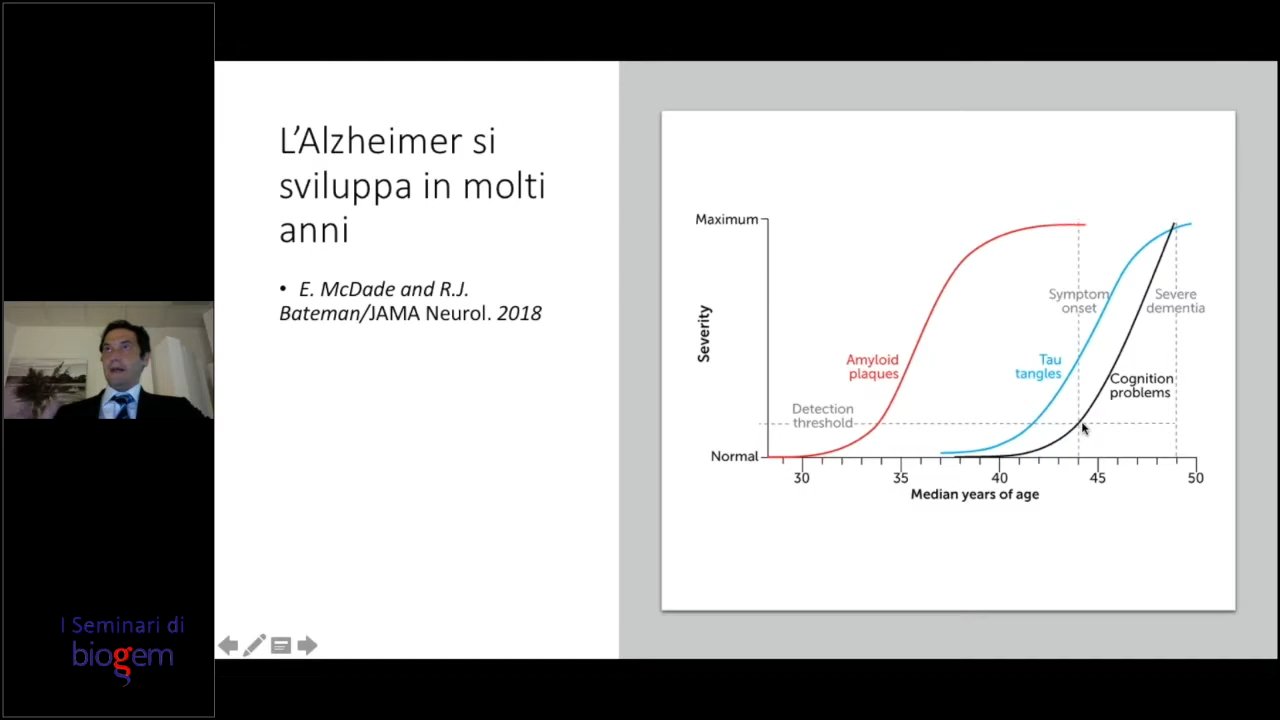 L’Alzheimer si
sviluppa in molti
anni
• E. McDade and R.J.
Bateman/JAMA Neurol. 2018
Maximum
Severity
Normal
Amyloid
plaques
Detection
threshold
Tau
tangles
Symptom
onset
Severe
dementia
Cognition
problems
30 35 40 45 50
Median years of age
I Seminari di
biogem